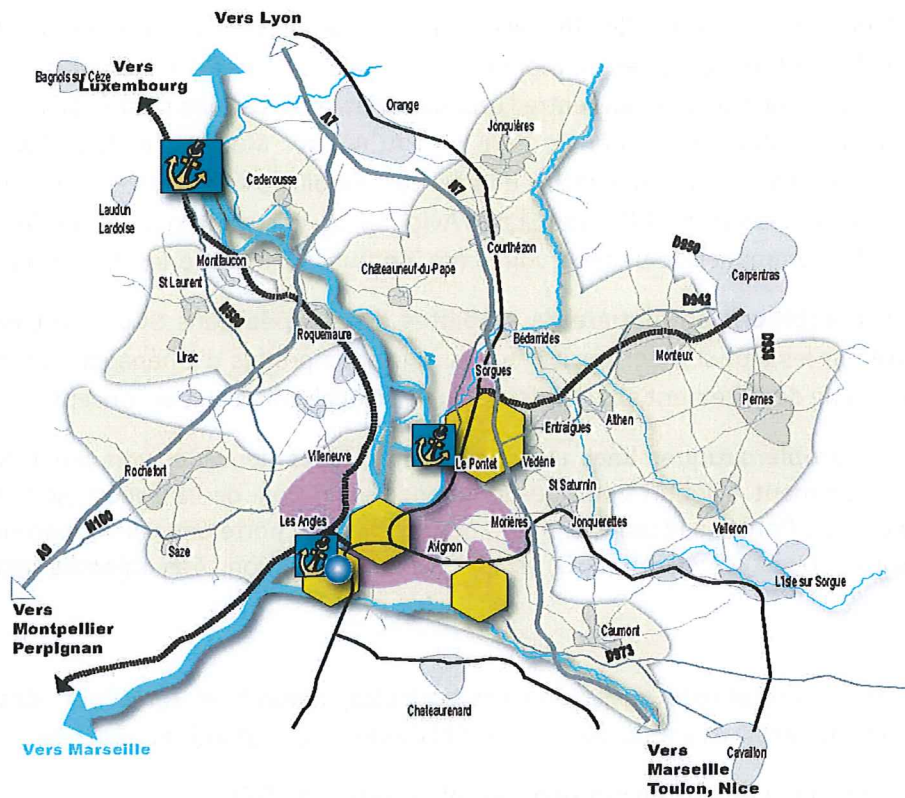 Vers Lyon
Bagnols sur Cèze
Vers
Luxembourg
A7
Orange
Jonquières
N7
Caderousse
Laudun
Lardoise
Courthézon
D950
Carpentras
Montfaucon
Châteauneuf-du-Pape
St Laurent
N580
D942
Roquemaure
Bédarrides
Lirac
Monteux
D938
Sorgues
Pernes
Althen
Entraigues
Villeneuve
Le Pontet
Vedène
Rochefort
St Saturnin
Les Angles
Morières
Jonquerettes
Velleron
A9
N100
Saze
Avignon
L'Isle sur Sorgue
Vers
Montpellier
Perpignan
Caumont
D973
Chateaurenard
Vers Marseille
Vers
Marseille
Toulon, Nice
Cavaillon